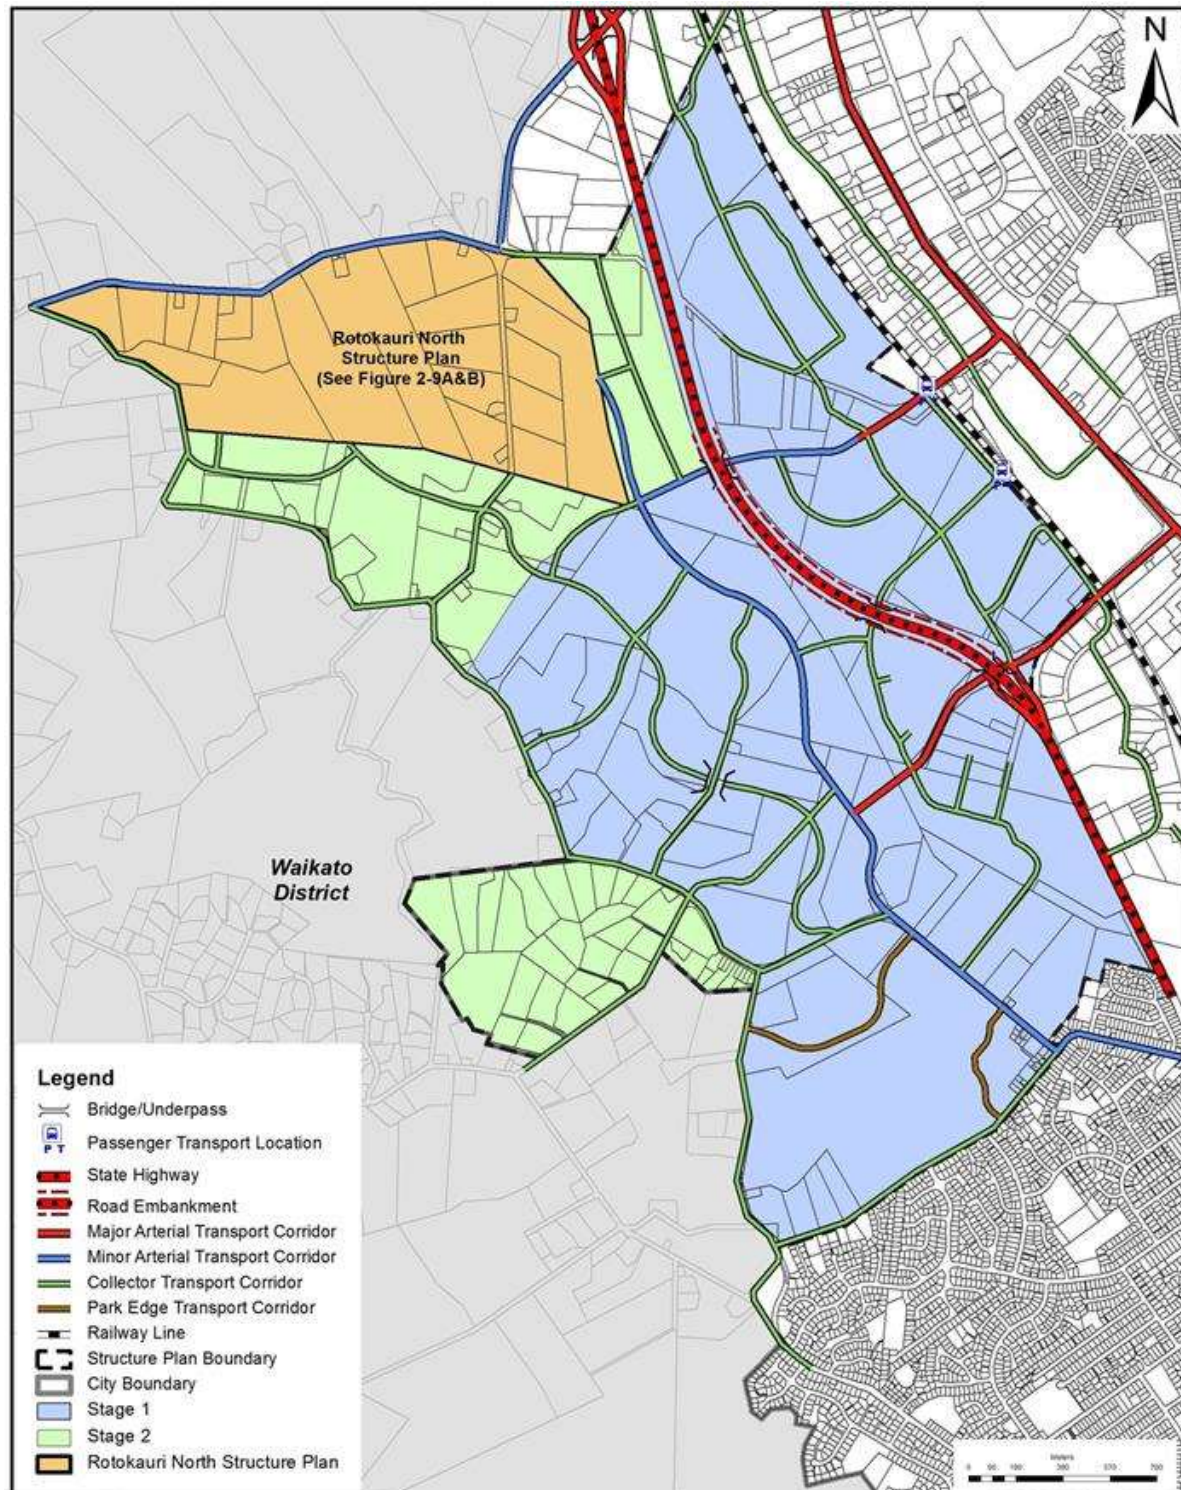 N
Rotokauri North
Structure Plan
(See Figure 2-9A&B)
Waikato
District
Legend
Bridge/Underpass
P T
Passenger Transport Location
State Highway
Road Embankment
Major Arterial Transport Corridor
Minor Arterial Transport Corridor
Collector Transport Corridor
Park Edge Transport Corridor
Railway Line
Structure Plan Boundary
City Boundary
Stage 1
Stage 2
Rotokauri North Structure Plan